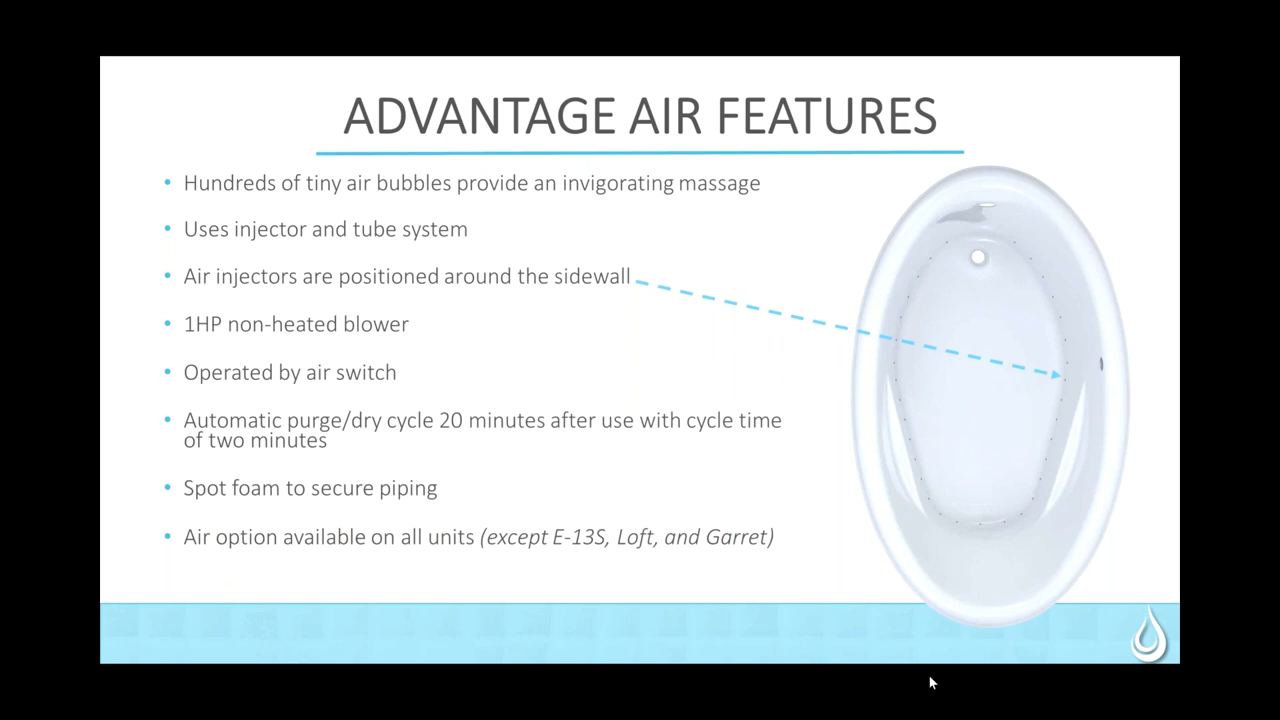 ADVANTAGE AIR FEATURES
• Hundreds of tiny air bubbles provide an invigorating massage
• Uses injector and tube system
• Air injectors are positioned around the sidewall
• 1HP non-heated blower
• Operated by air switch
• Automatic purge/dry cycle 20 minutes after use with cycle time
of two minutes
• Spot foam to secure piping
• Air option available on all units (except E-13S, Loft, and Garret)